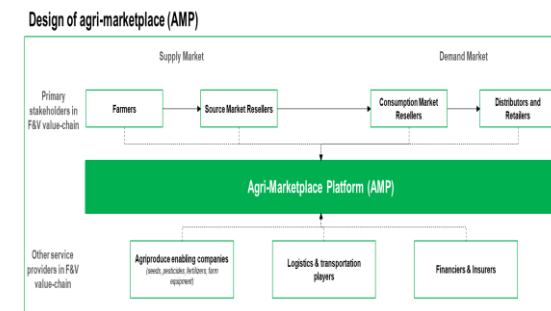 Design of agri-marketplace (AMP)
Supply Market
Demand Market
Primary
stakeholders in
F&V value-chain
Farmers
Source Market Resellers
Consumption Market
Resellers
Distributors and
Retailers
Agri-Marketplace Platform (AMP)
Other service
providers in F&V
value-chain
Agriproduce enabling companies
(seeds, pesticides, fertilizers, farm
equipment)
Logistics & transportation
players
Financiers & Insurers